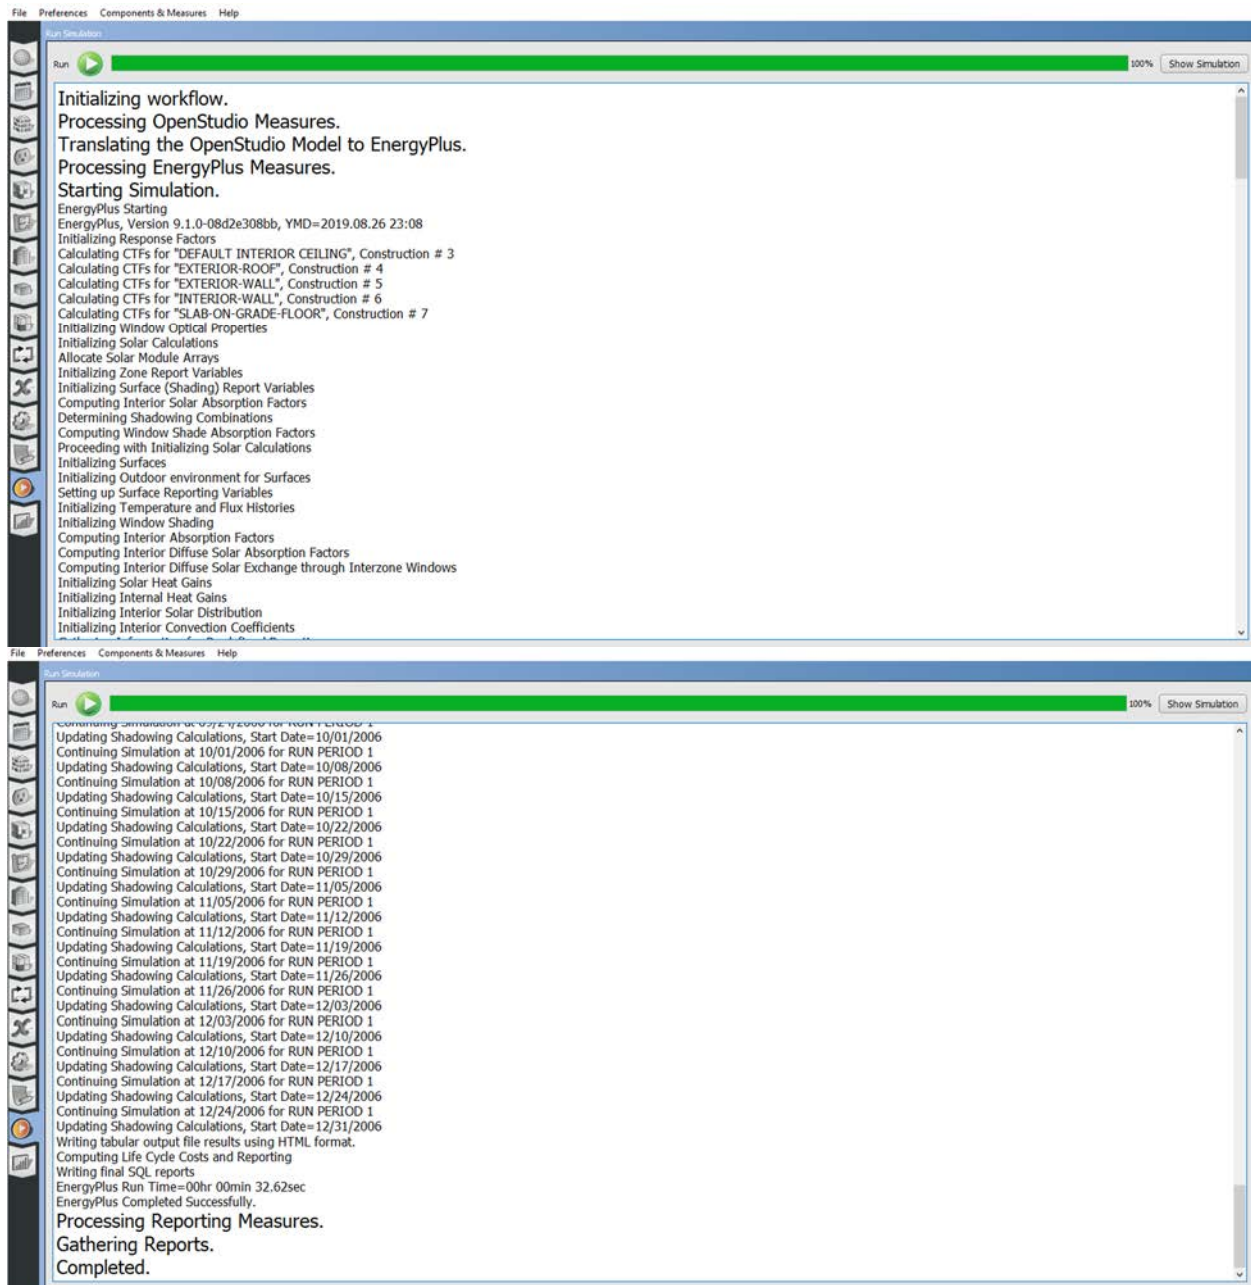 File Preferences Components & Measures Help
Run Simulation
Run 100% Show Simulation
Initializing workflow.
Processing OpenStudio Measures.
Translating the OpenStudio Model to EnergyPlus.
Processing EnergyPlus Measures.
Starting Simulation.
EnergyPlus Starting
EnergyPlus, Version 9.1.0-08d2e308bb, YMD=2019.08.26 23:08
Initializing Response Factors
Calculating CTFs for "DEFAULT INTERIOR CEILING", Construction # 3
Calculating CTFs for "EXTERIOR-ROOF", Construction # 4
Calculating CTFs for "EXTERIOR-WALL", Construction # 5
Calculating CTFs for "INTERIOR-WALL", Construction # 6
Calculating CTFs for "SLAB-ON-GRADE-FLOOR", Construction # 7
Initializing Window Optical Properties
Initializing Solar Calculations
Allocate Solar Module Arrays
Initializing Zone Report Variables
Initializing Surface (Shading) Report Variables
Computing Interior Solar Absorption Factors
Determining Shadowing Combinations
Computing Window Shade Absorption Factors
Proceeding with Initializing Solar Calculations
Initializing Surfaces
Initializing Outdoor environment for Surfaces
Setting up Surface Reporting Variables
Initializing Temperature and Flux Histories
Initializing Window Shading
Computing Interior Absorption Factors
Computing Interior Diffuse Solar Absorption Factors
Computing Interior Diffuse Solar Exchange through Interzone Windows
Initializing Solar Heat Gains
Initializing Internal Heat Gains
Initializing Interior Solar Distribution
Initializing Interior Convection Coefficients
File Preferences Components & Measures Help
Run Simulation
Run 100% Show Simulation
Continuing Simulation at 09/24/2006 for RUN PERIOD 1
Updating Shadowing Calculations, Start Date=10/01/2006
Continuing Simulation at 10/01/2006 for RUN PERIOD 1
Updating Shadowing Calculations, Start Date=10/08/2006
Continuing Simulation at 10/08/2006 for RUN PERIOD 1
Updating Shadowing Calculations, Start Date=10/15/2006
Continuing Simulation at 10/15/2006 for RUN PERIOD 1
Updating Shadowing Calculations, Start Date=10/22/2006
Continuing Simulation at 10/22/2006 for RUN PERIOD 1
Updating Shadowing Calculations, Start Date=10/29/2006
Continuing Simulation at 10/29/2006 for RUN PERIOD 1
Updating Shadowing Calculations, Start Date=11/05/2006
Continuing Simulation at 11/05/2006 for RUN PERIOD 1
Updating Shadowing Calculations, Start Date=11/12/2006
Continuing Simulation at 11/12/2006 for RUN PERIOD 1
Updating Shadowing Calculations, Start Date=11/19/2006
Continuing Simulation at 11/19/2006 for RUN PERIOD 1
Updating Shadowing Calculations, Start Date=11/26/2006
Continuing Simulation at 11/26/2006 for RUN PERIOD 1
Updating Shadowing Calculations, Start Date=12/03/2006
Continuing Simulation at 12/03/2006 for RUN PERIOD 1
Updating Shadowing Calculations, Start Date=12/10/2006
Continuing Simulation at 12/10/2006 for RUN PERIOD 1
Updating Shadowing Calculations, Start Date=12/17/2006
Continuing Simulation at 12/17/2006 for RUN PERIOD 1
Updating Shadowing Calculations, Start Date=12/24/2006
Continuing Simulation at 12/24/2006 for RUN PERIOD 1
Updating Shadowing Calculations, Start Date=12/31/2006
Writing tabular output file results using HTML format.
Computing Life Cycle Costs and Reporting
Writing final SQL reports
EnergyPlus Run Time=00hr 00min 32.62sec
EnergyPlus Completed Successfully.
Processing Reporting Measures.
Gathering Reports.
Completed.